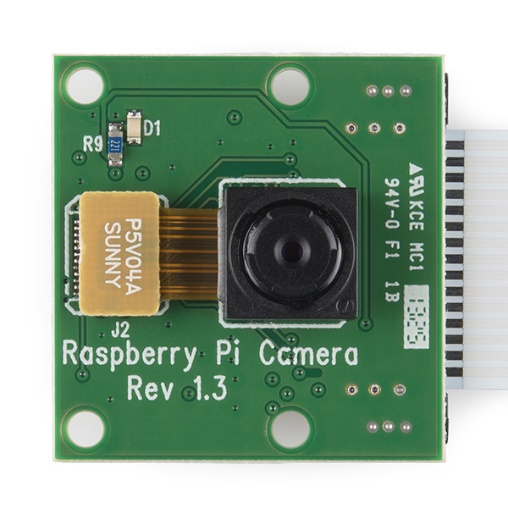 R9
D1
P5V04A
SUNNY
J2
Raspberry Pi Camera
Rev 1.3
KCE MC1
94V-0 F1 1B